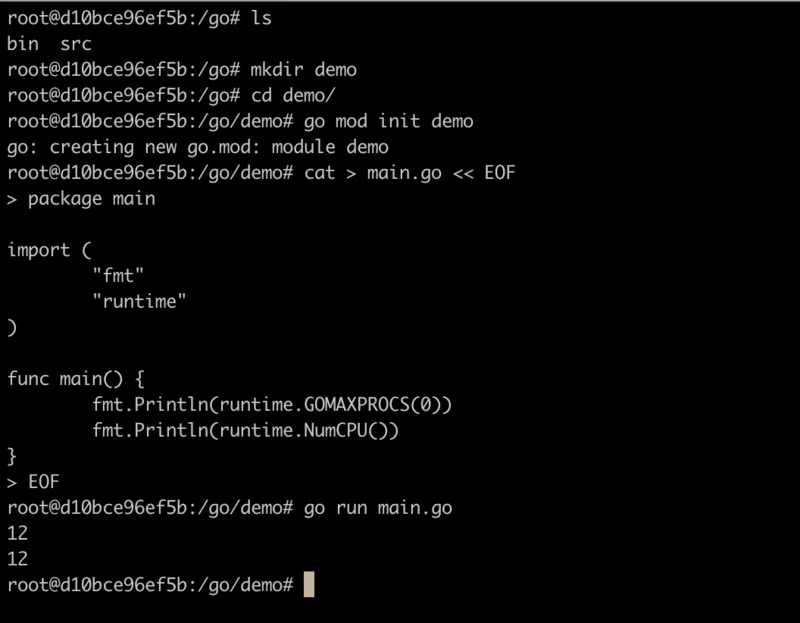 root@d10bce96ef5b:/go# ls
bin  src
root@d10bce96ef5b:/go# mkdir demo
root@d10bce96ef5b:/go# cd demo/
root@d10bce96ef5b:/go/demo# go mod init demo
go: creating new go.mod: module demo
root@d10bce96ef5b:/go/demo# cat > main.go << EOF
> package main

import (
        "fmt"
        "runtime"
)

func main() {
        fmt.Println(runtime.GOMAXPROCS(0))
        fmt.Println(runtime.NumCPU())
}
> EOF
root@d10bce96ef5b:/go/demo# go run main.go
12
12
root@d10bce96ef5b:/go/demo#